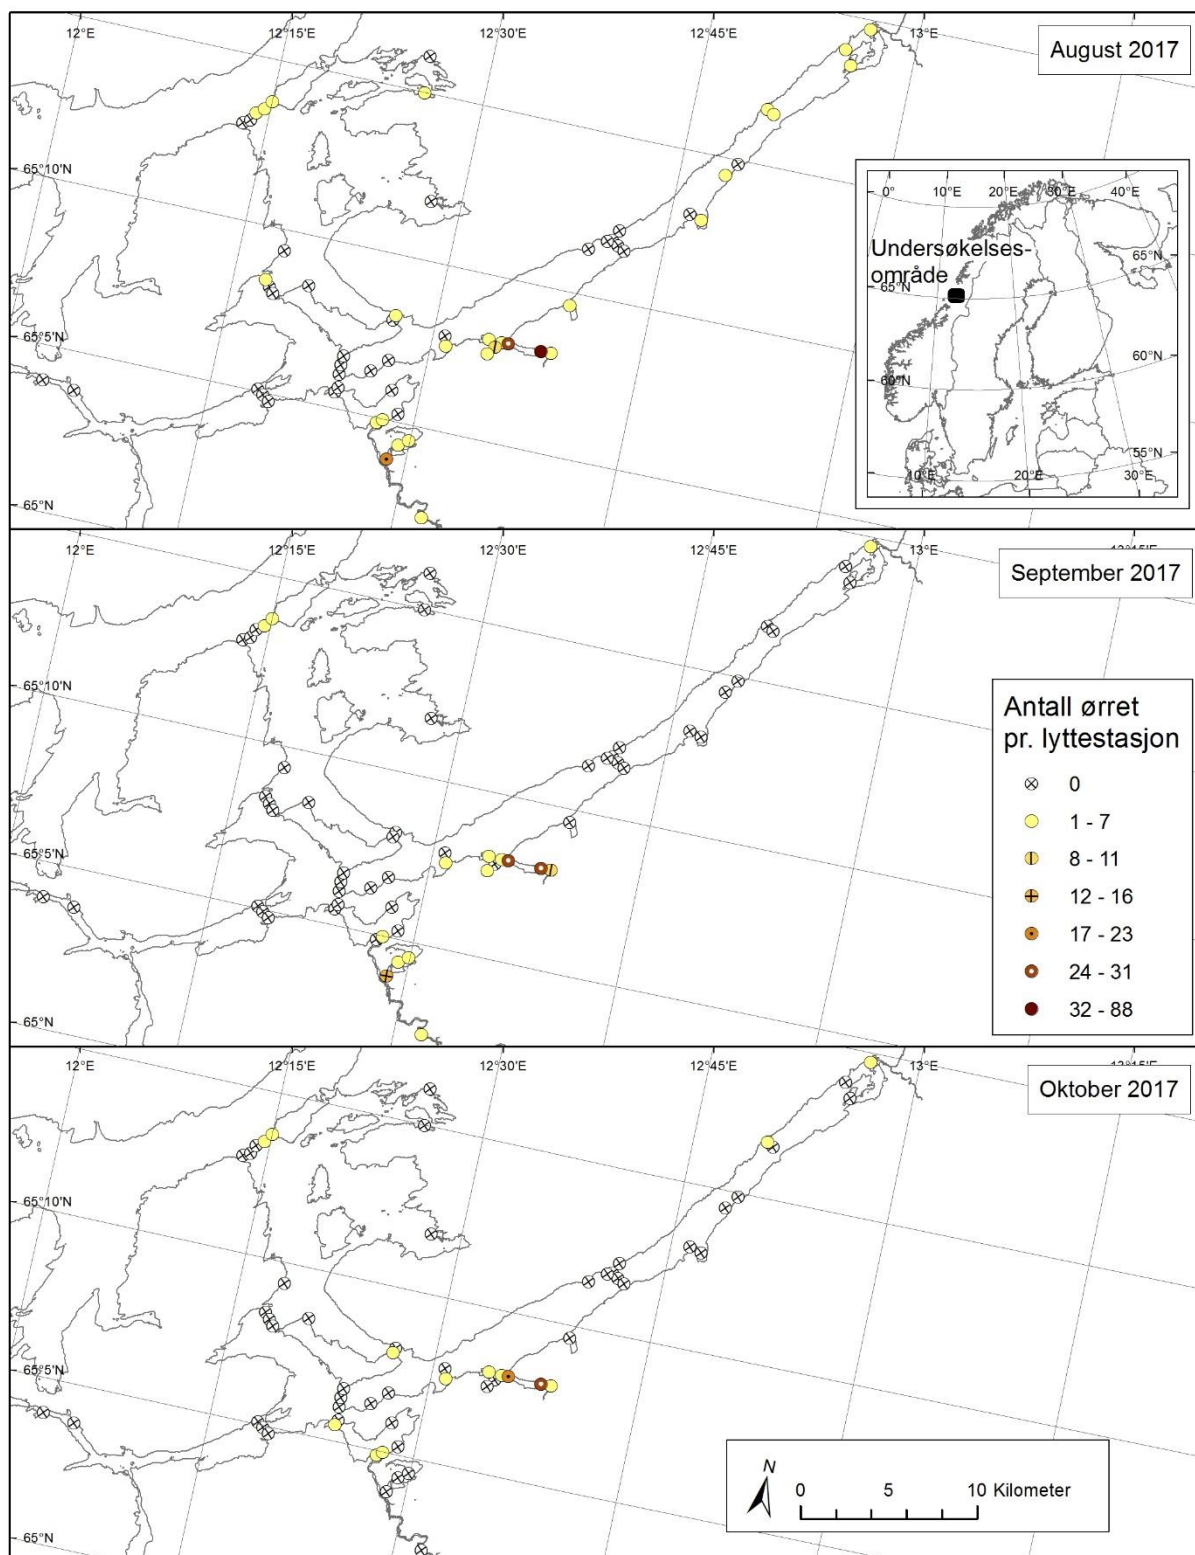 12°E
12°15'E
12°30'E
12°45'E
13°E
August 2017
65°10'N
65°5'N
65°N
0°
10°E
20°E
30°E
40°E
Undersøkelses-
område
65°N
65°N
60°N
60°N
55°N
10°E
20°E
30°E
12°E
12°15'E
12°30'E
12°45'E
13°E
September 2017
65°10'N
65°5'N
65°N
Antall ørret
pr. lyttestasjon
0
1 - 7
8 - 11
12 - 16
17 - 23
24 - 31
32 - 88
12°E
12°15'E
12°30'E
12°45'E
13°E
13°15'E
Oktober 2017
65°10'N
65°5'N
65°N
N
0
5
10 Kilometer